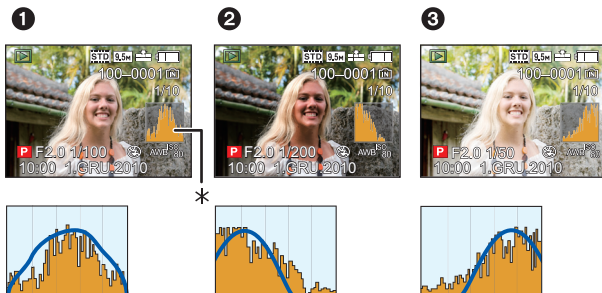 1 2 3
STD 9.5M
100–0001 IN
1/10
P F2.0 1/100 AWB ISO 80
10:00 1.GRU.2010
STD 9.5M
100–0001 IN
1/10
P F2.0 1/200 AWB ISO 80
10:00 1.GRU.2010
STD 9.5M
100–0001 IN
1/10
P F2.0 1/50 AWB ISO 80
10:00 1.GRU.2010
*